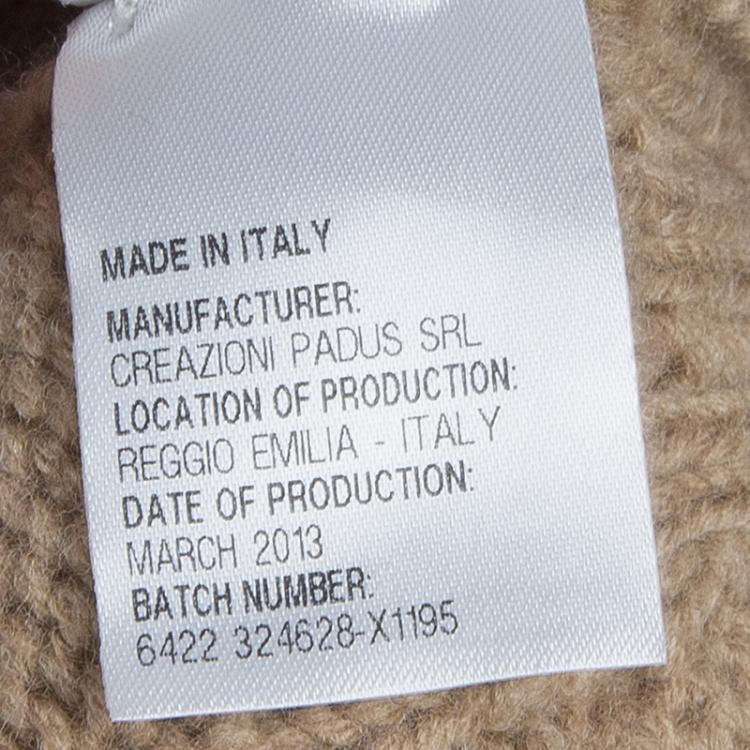 MADE IN ITALY
MANUFACTURER:
CREAZIONI PADUS SRL
LOCATION OF PRODUCTION:
REGGIO EMILIA - ITALY
DATE OF PRODUCTION:
MARCH 2013
BATCH NUMBER:
6422 324628-X1195